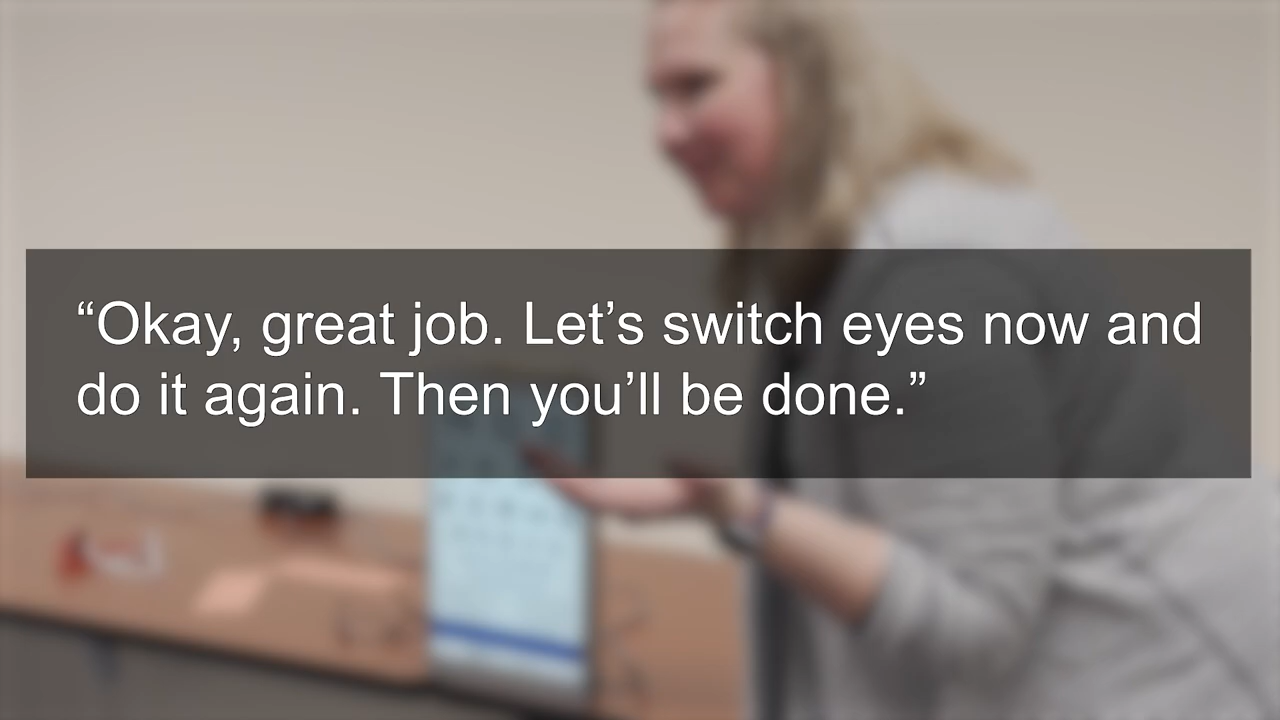 “Okay, great job. Let’s switch eyes now and
do it again. Then you’ll be done.”